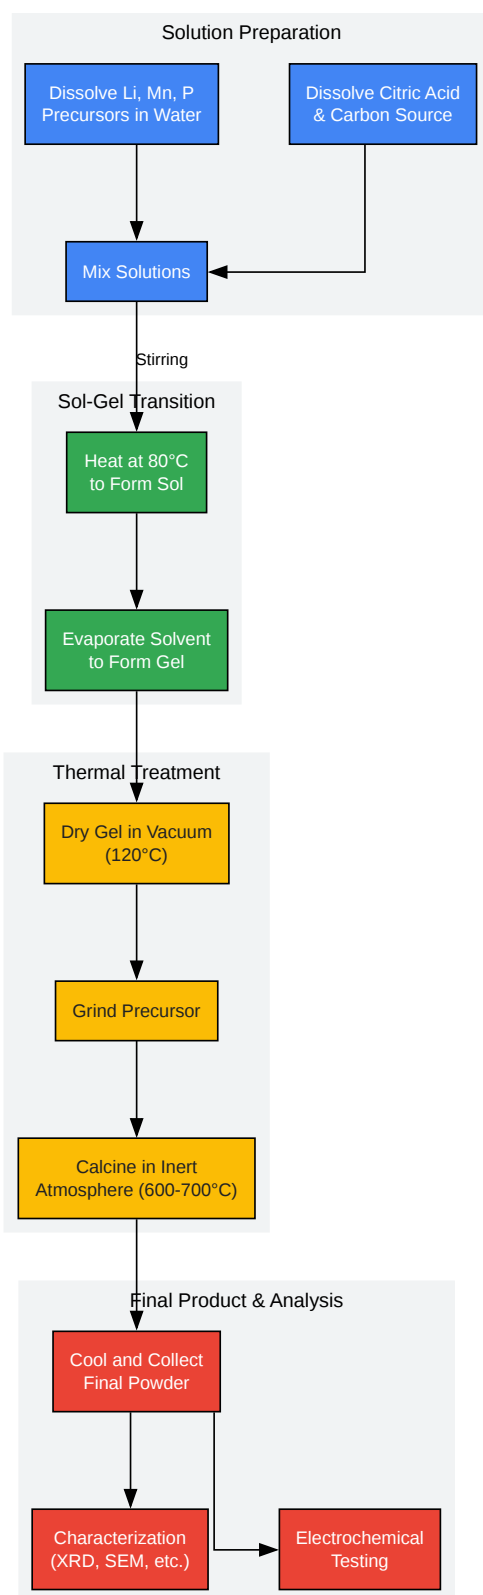 Solution Preparation
Dissolve Li, Mn, P
Precursors in Water
Dissolve Citric Acid
& Carbon Source
Mix Solutions
Stirring
Sol-Gel Transition
Heat at 80°C
to Form Sol
Evaporate Solvent
to Form Gel
Thermal Treatment
Dry Gel in Vacuum
(120°C)
Grind Precursor
Calcine in Inert
Atmosphere (600-700°C)
Final Product & Analysis
Cool and Collect
Final Powder
Characterization
(XRD, SEM, etc.)
Electrochemical
Testing